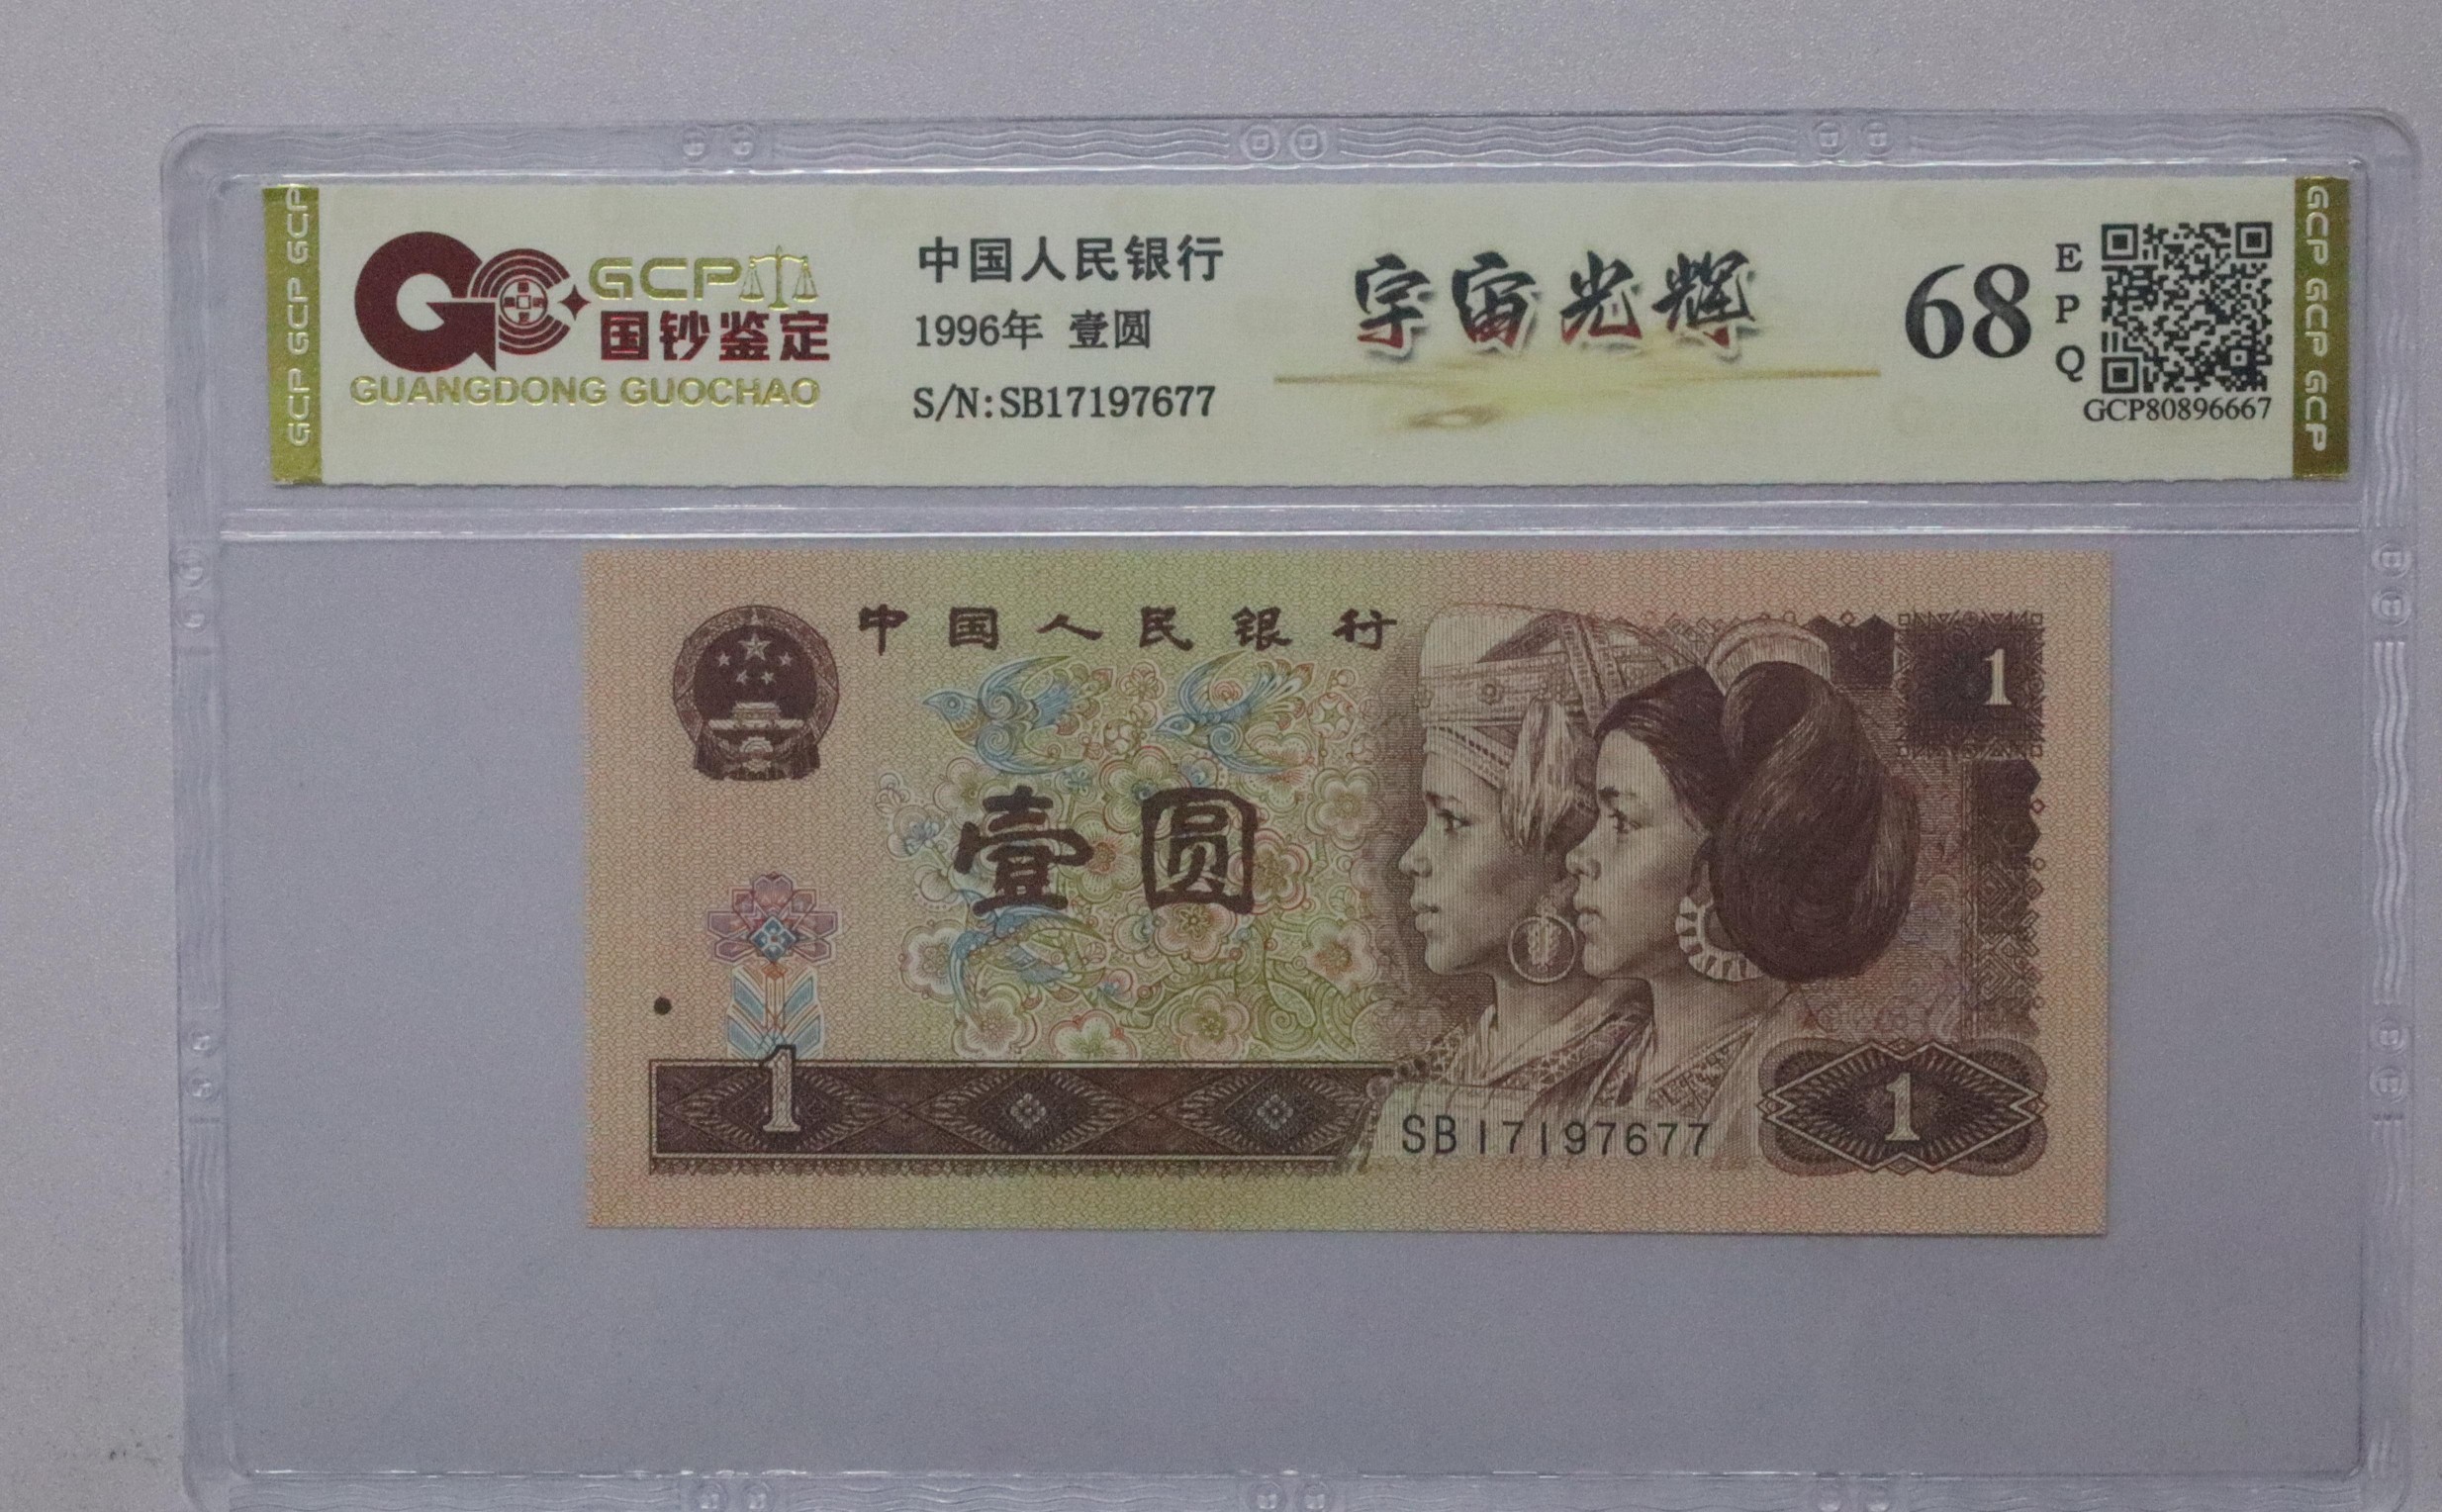 GCP GCP GCP
GCP
国钞鉴定
GUANGDONG GUOCHAO
中国人民银行
1996年 壹圆
S/N:SB17197677
宇宙光辉
68
E
P
Q
GCP80896667
GCP GCP GCP
中国人民银行
1
壹圆
1
SB17197677
1